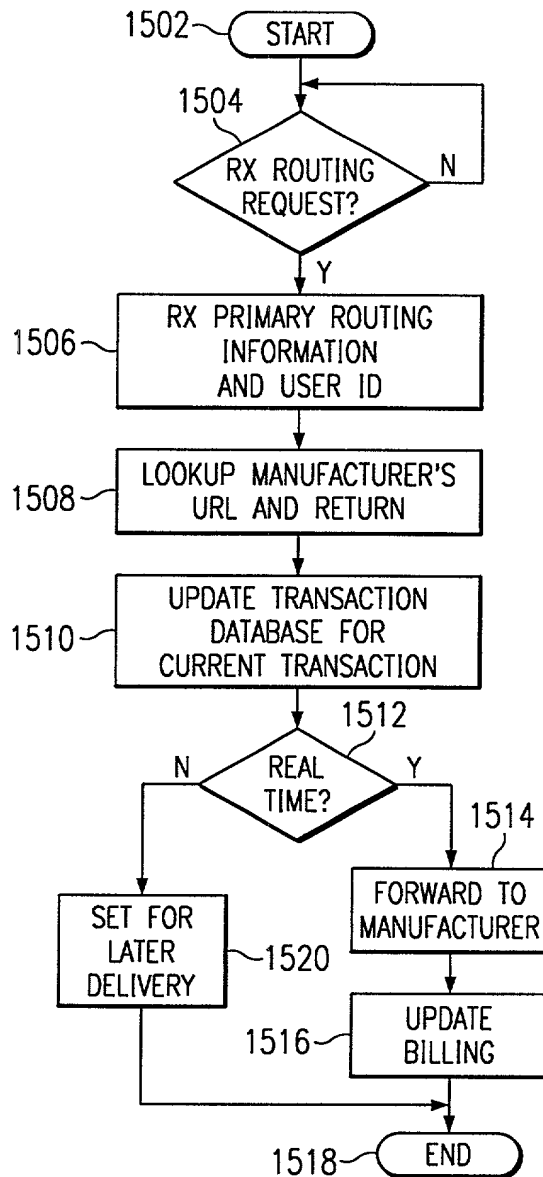 1502
START
1504
RX ROUTING
REQUEST?
N
Y
1506
RX PRIMARY ROUTING
INFORMATION
AND USER ID
1508
LOOKUP MANUFACTURER'S
URL AND RETURN
1510
UPDATE TRANSACTION
DATABASE FOR
CURRENT TRANSACTION
1512
N
REAL
TIME?
Y
1514
FORWARD TO
MANUFACTURER
SET FOR
LATER
DELIVERY
1520
1516
UPDATE
BILLING
1518
END